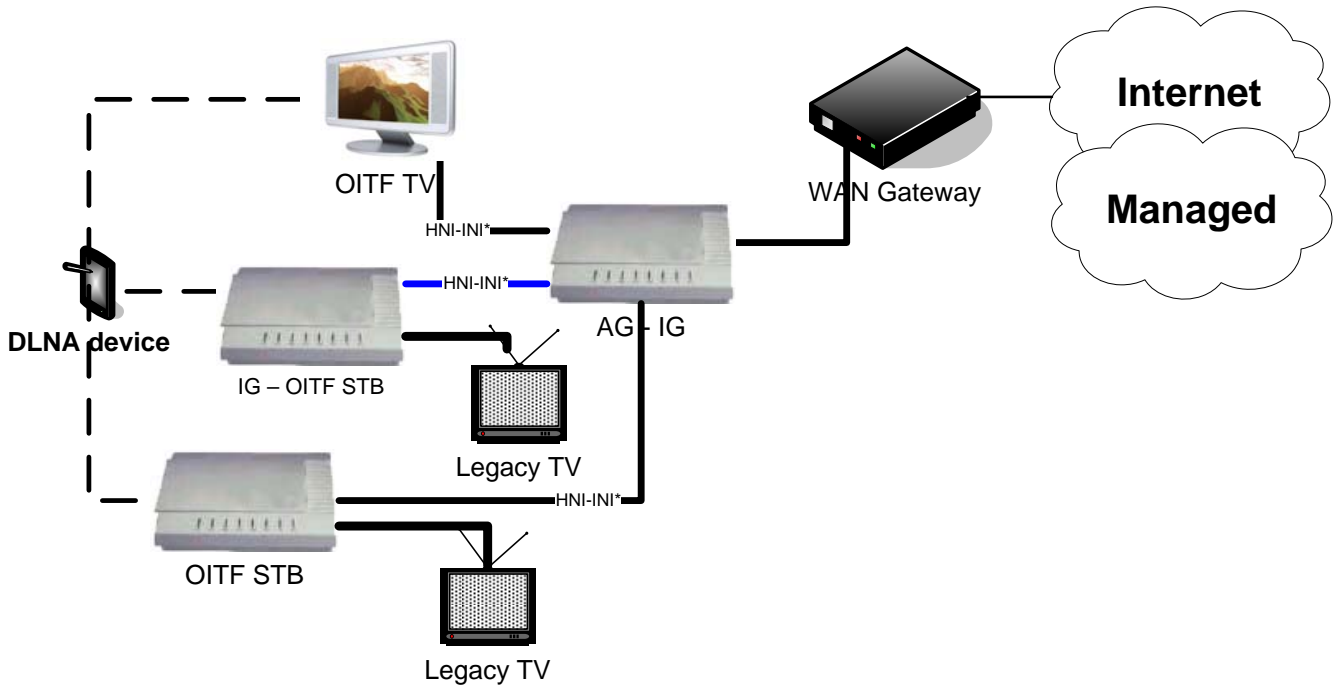 Internet
OITF TV
WAN Gateway
Managed
HNI-INI*
HNI-INI*
AG - IG
DLNA device
IG – OITF STB
Legacy TV
HNI-INI*
OITF STB
Legacy TV